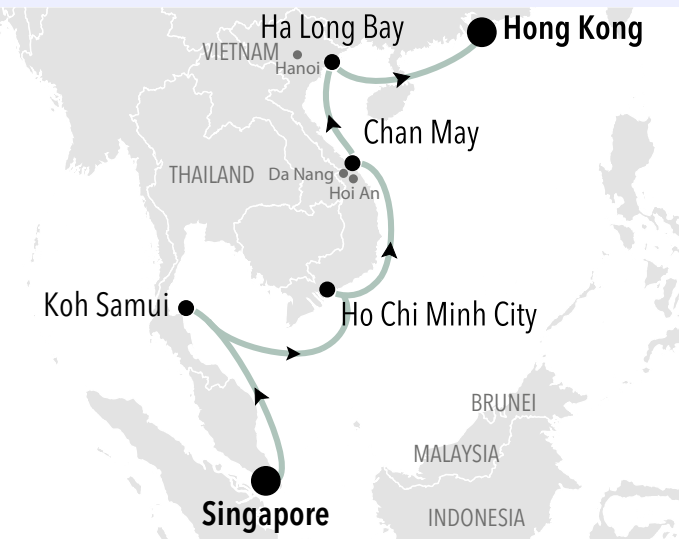 Ha Long Bay
Hong Kong
VIETNAM
Hanoi
Chan May
THAILAND
Da Nang
Hoi An
Koh Samui
Ho Chi Minh City
BRUNEI
MALAYSIA
Singapore
INDONESIA